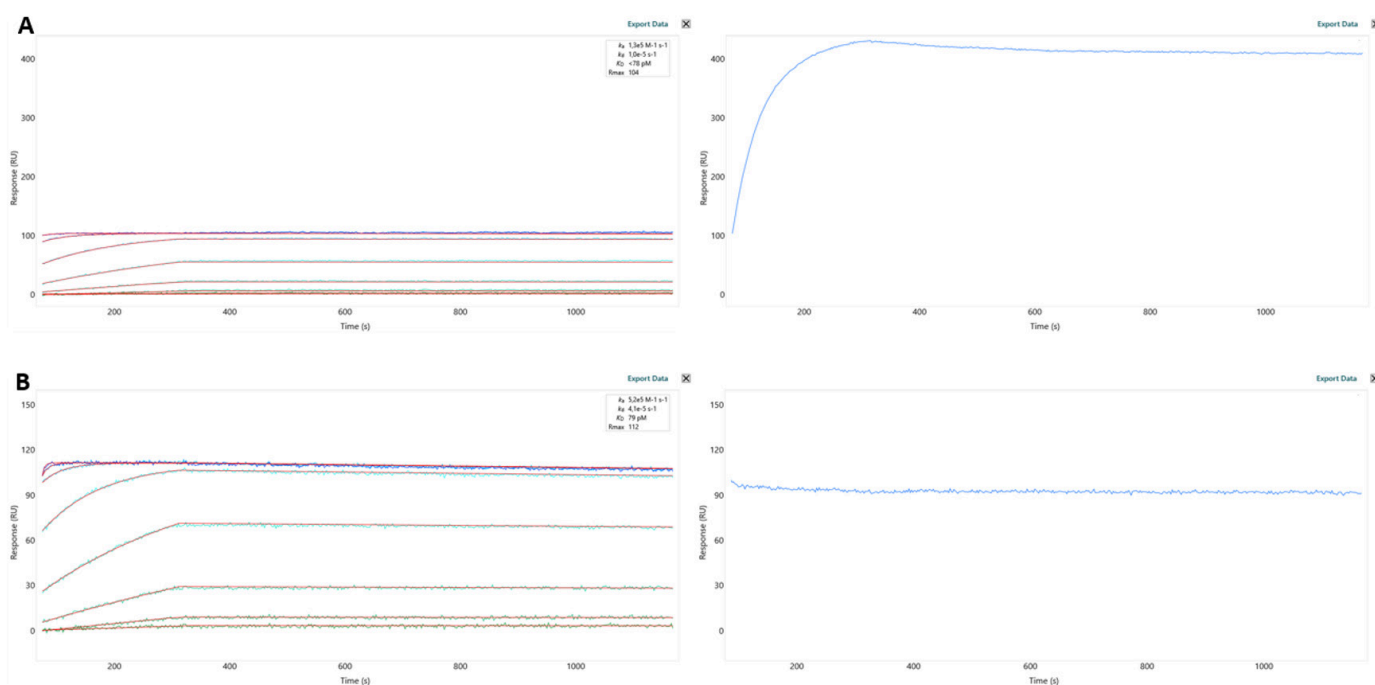 A
Export Data
ka 1,3e5 M-1 s-1
kd 1,0e-5 s-1
KD <78 pM
Rmax 104
400
300
200
100
0
Response (RU)
200 400 600 800 1000
Time (s)
Export Data
400
300
200
100
0
Response (RU)
200 400 600 800 1000
Time (s)
B
Export Data
ka 5,2e5 M-1 s-1
kd 4,1e-5 s-1
KD 79 pM
Rmax 112
150
120
90
60
30
0
Response (RU)
200 400 600 800 1000
Time (s)
Export Data
150
120
90
60
30
0
Response (RU)
200 400 600 800 1000
Time (s)